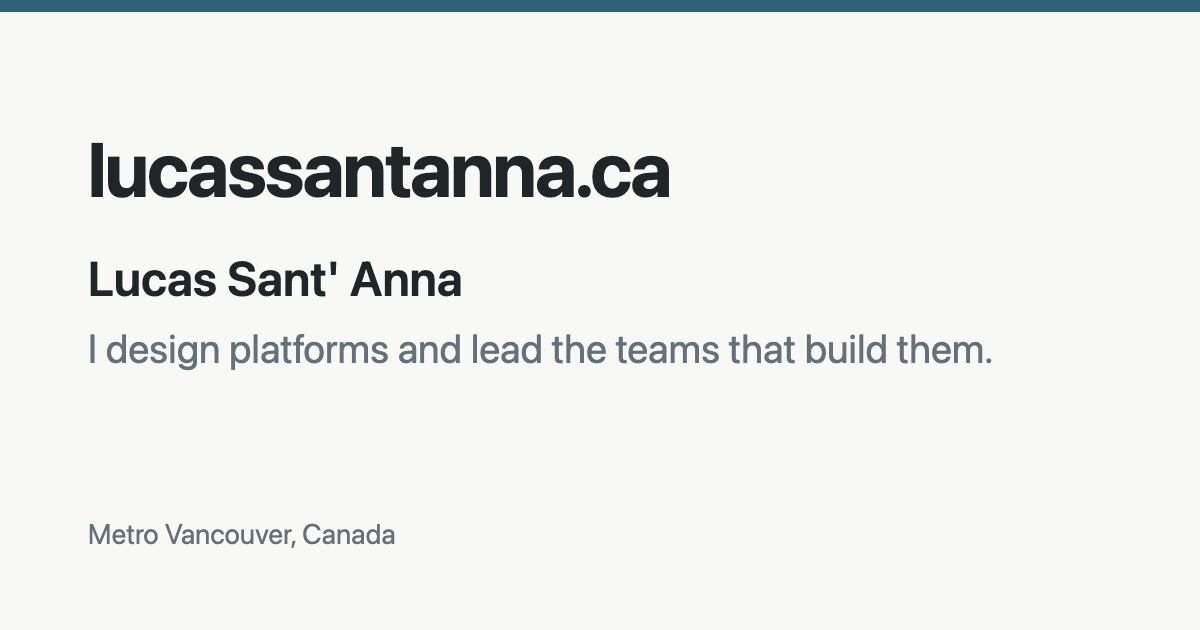 lucassantanna.ca
Lucas Sant' Anna
I design platforms and lead the teams that build them.
Metro Vancouver, Canada